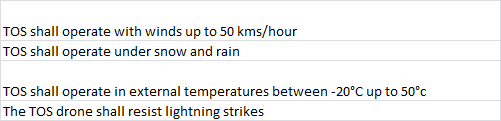 TOS shall operate with winds up to 50 kms/hour
TOS shall operate under snow and rain
TOS shall operate in external temperatures between -20°C up to 50°c
The TOS drone shall resist lightning strikes